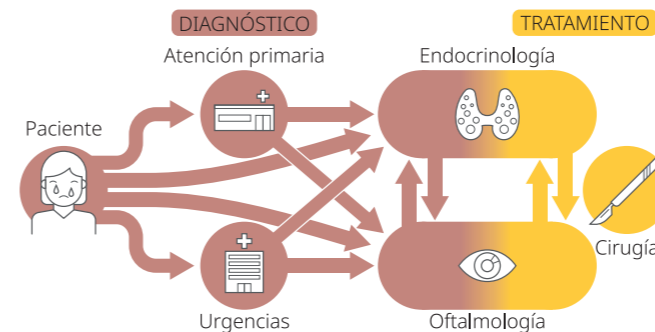 DIAGNÓSTICO
TRATAMIENTO
Atención primaria
Endocrinología
Paciente
Cirugía
Urgencias
Oftalmología